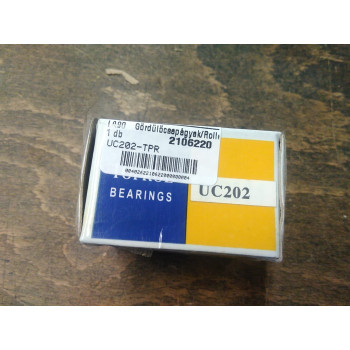 Gördülőcsapágyak/Roll
1 db 2106220
UC202-TPR
BEARINGS
UC202